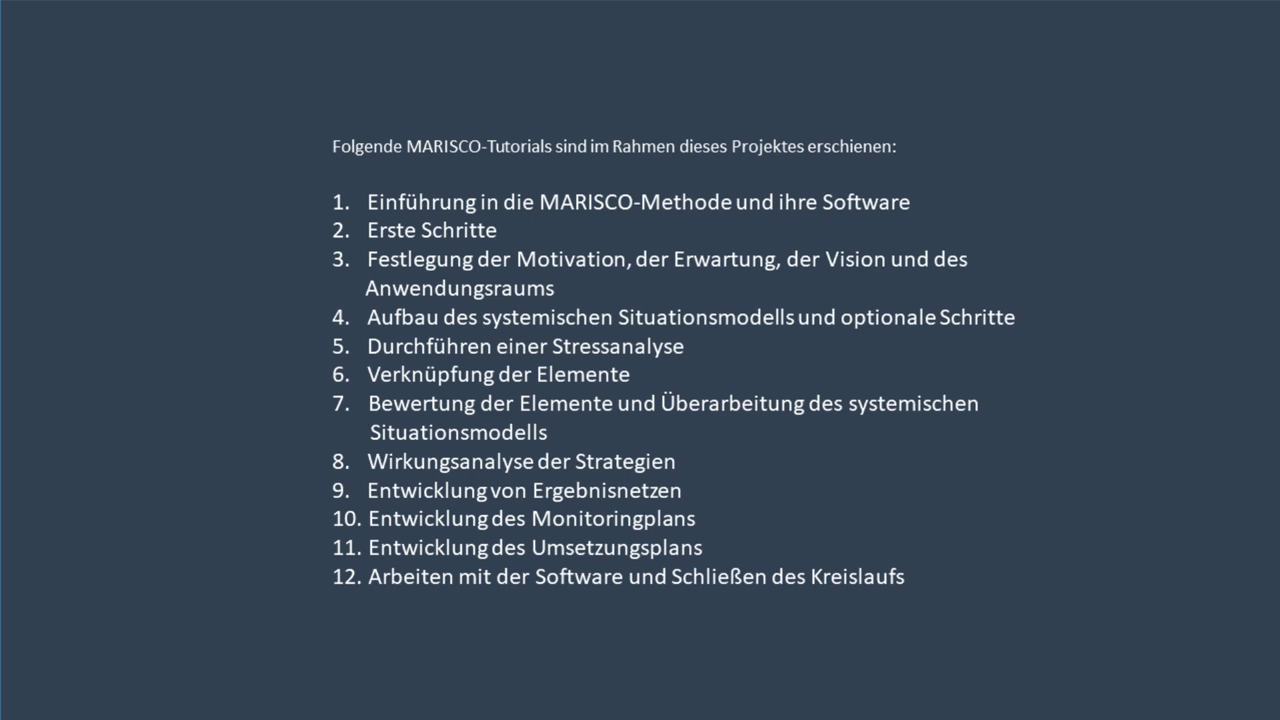 Folgende MARISCO-Tutorials sind im Rahmen dieses Projektes erschienen:
1. Einführung in die MARISCO-Methode und ihre Software
2. Erste Schritte
3. Festlegung der Motivation, der Erwartung, der Vision und des
Anwendungsraums
4. Aufbau des systemischen Situationsmodells und optionale Schritte
5. Durchführen einer Stressanalyse
6. Verknüpfung der Elemente
7. Bewertung der Elemente und Überarbeitung des systemischen
Situationsmodells
8. Wirkungsanalyse der Strategien
9. Entwicklung von Ergebnisnetzen
10. Entwicklung des Monitoringplans
11. Entwicklung des Umsetzungsplans
12. Arbeiten mit der Software und Schließen des Kreislaufs